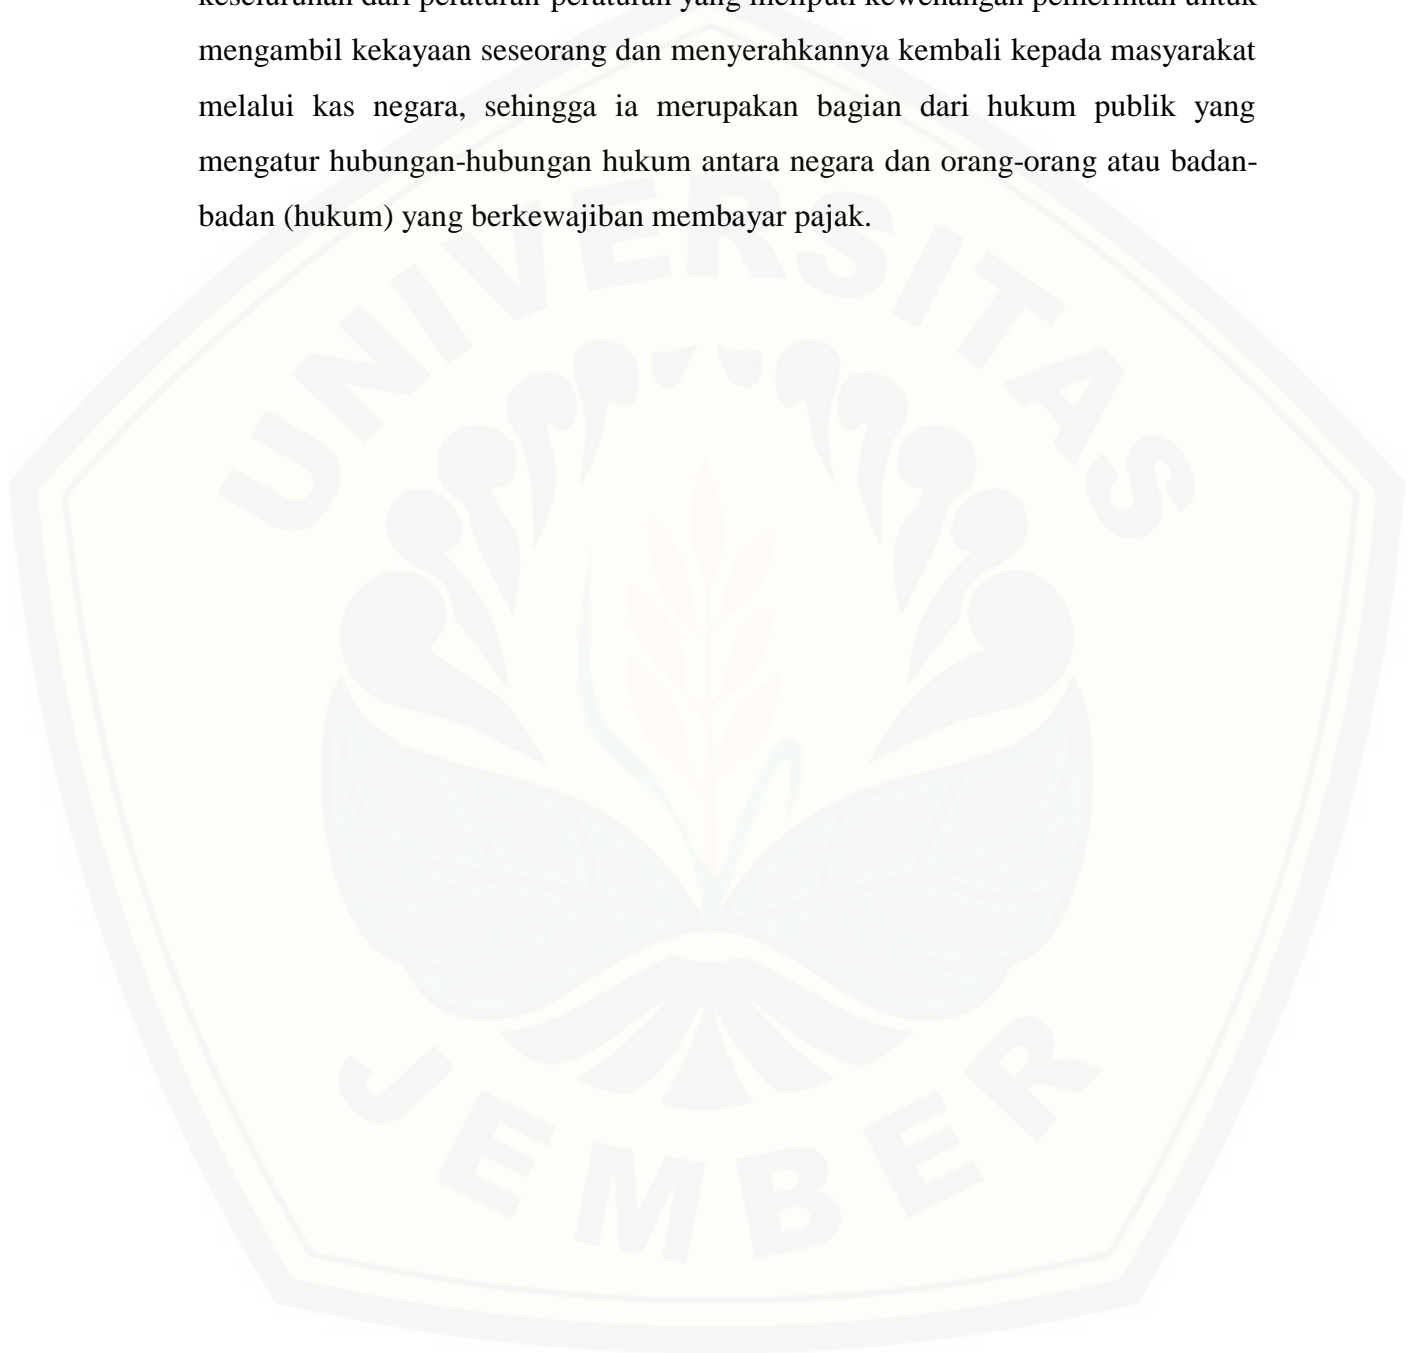 keseluruhan dari peraturan-peraturan yang meliputi kewenangan pemerintah untuk
mengambil kekayaan seseorang dan menyerahkannya kembali kepada masyarakat
melalui kas negara, sehingga ia merupakan bagian dari hukum publik yang
mengatur hubungan-hubungan hukum antara negara dan orang-orang atau badan-
badan (hukum) yang berkewajiban membayar pajak.
UNIVERSITAS
JEMBER